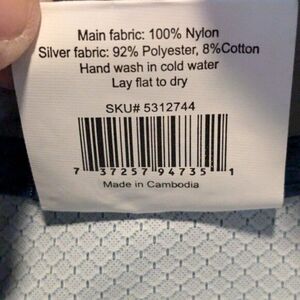 Main fabric: 100% Nylon
Silver fabric: 92% Polyester, 8%Cotton
Hand wash in cold water
Lay flat to dry
SKU# 5312744
7 37257 94735 1
Made in Cambodia